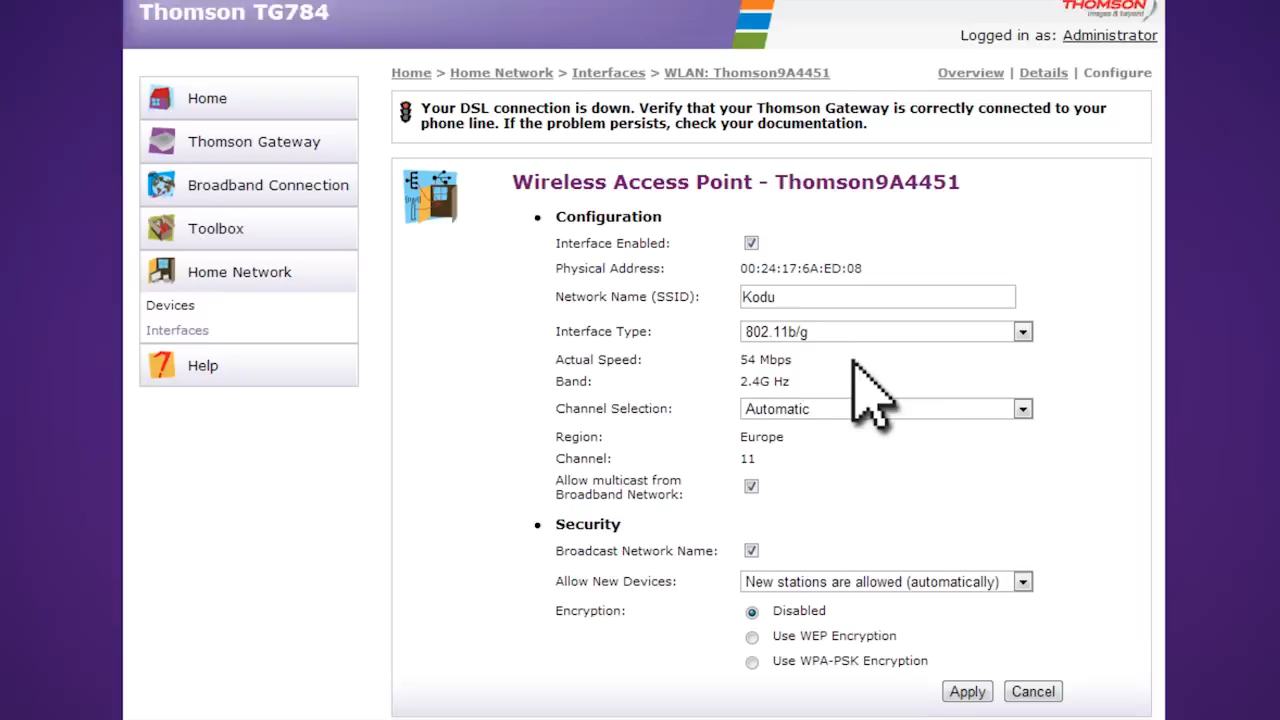 Thomson TG784
THOMSON
images & beyond
Logged in as: Administrator
Home > Home Network > Interfaces > WLAN: Thomson9A4451
Overview | Details | Configure
Home
Thomson Gateway
Broadband Connection
Toolbox
Home Network
Devices
Interfaces
Help
Your DSL connection is down. Verify that your Thomson Gateway is correctly connected to your
phone line. If the problem persists, check your documentation.
Wireless Access Point - Thomson9A4451
Configuration
Interface Enabled:
Physical Address: 00:24:17:6A:ED:08
Network Name (SSID): Kodu
Interface Type: 802.11b/g
Actual Speed: 54 Mbps
Band: 2.4G Hz
Channel Selection: Automatic
Region: Europe
Channel: 11
Allow multicast from
Broadband Network:
Security
Broadcast Network Name:
Allow New Devices: New stations are allowed (automatically)
Encryption: Disabled
Use WEP Encryption
Use WPA-PSK Encryption
Apply Cancel